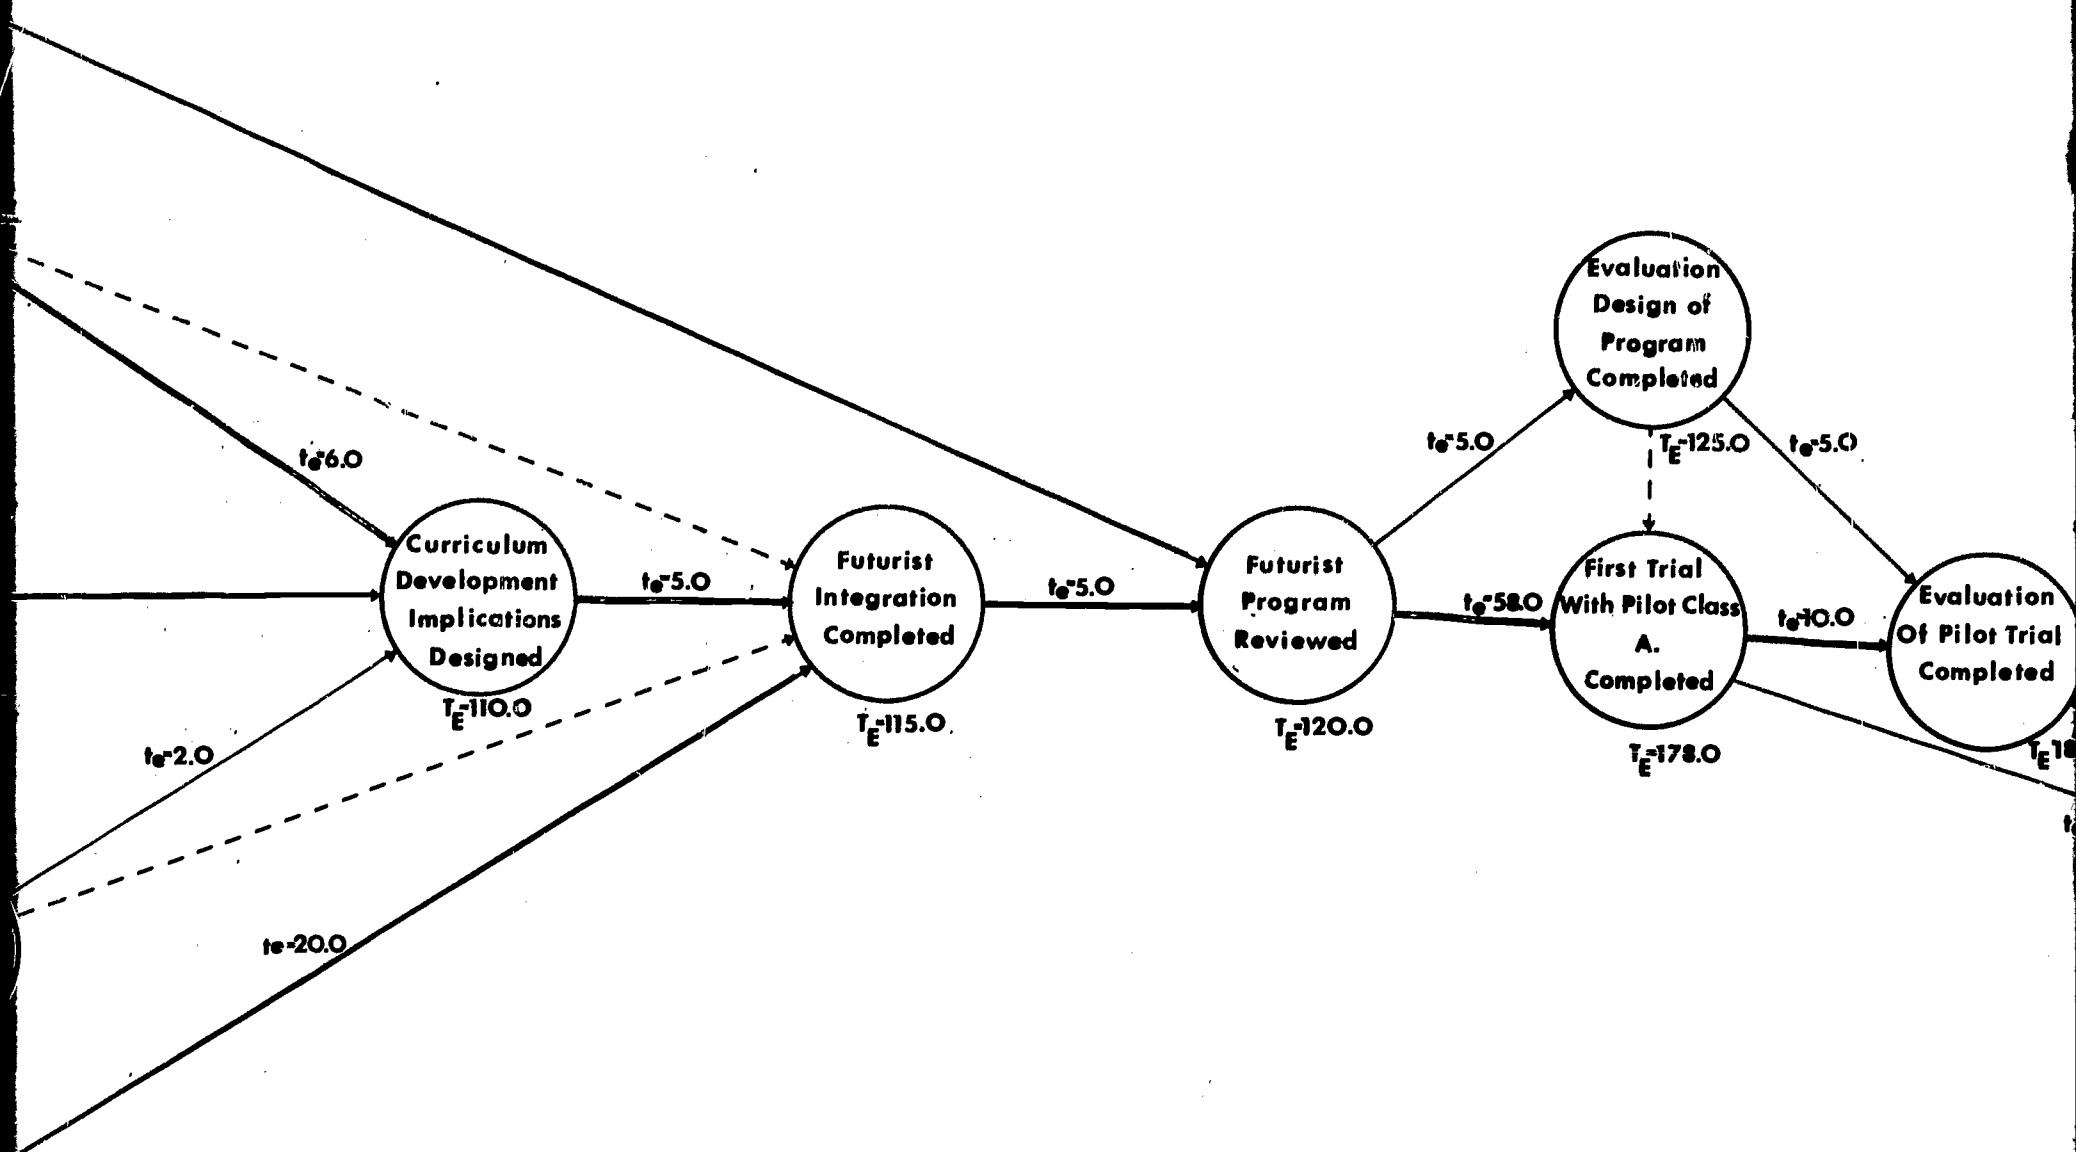 Evaluation
Design of
Program
Completed
TE=125.0
te=5.0
te=5.0
te=6.0
Curriculum
Development
Implications
Designed
TE=110.0
te=5.0
Futurist
Integration
Completed
TE=115.0
te=5.0
Futurist
Program
Reviewed
TE=120.0
te=58.0
First Trial
With Pilot Class
A.
Completed
TE=178.0
te=10.0
Evaluation
Of Pilot Trial
Completed
te=2.0
te=20.0